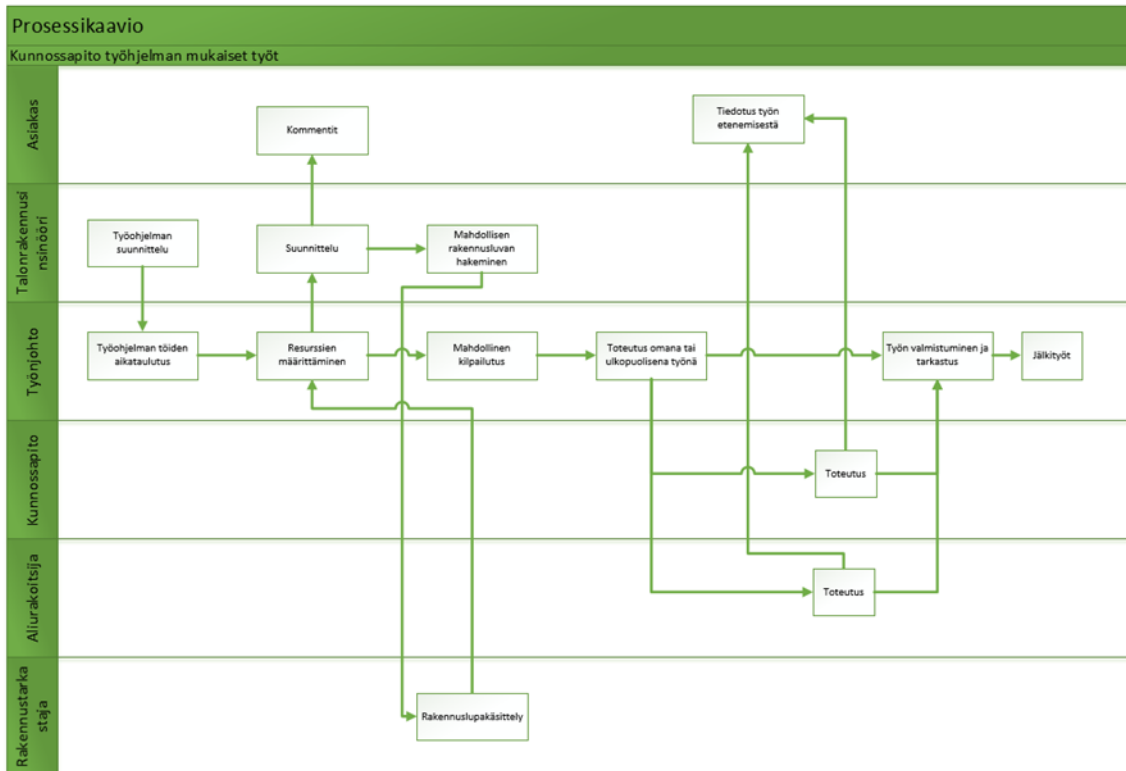 Prosessikaavio
Kunnossapito työhjelman mukaiset työt
Asiakas
Kommentit
Tiedotus työn
etenemisestä
Talonrakennusi
nsinööri
Työohjelman
suunnittelu
Suunnittelu
Mahdollisen
rakennusluvan
hakeminen
Työnjohto
Työohjelman töiden
aikataulutus
Resurssien
määrittäminen
Mahdollinen
kilpailutus
Toteutus omana tai
ulkopuolisena työnä
Työn valmistuminen ja
tarkastus
Jälkityöt
Kunnossapito
Toteutus
Aliurakoitsija
Toteutus
Rakennustarka
staja
Rakennuslupakäsittely